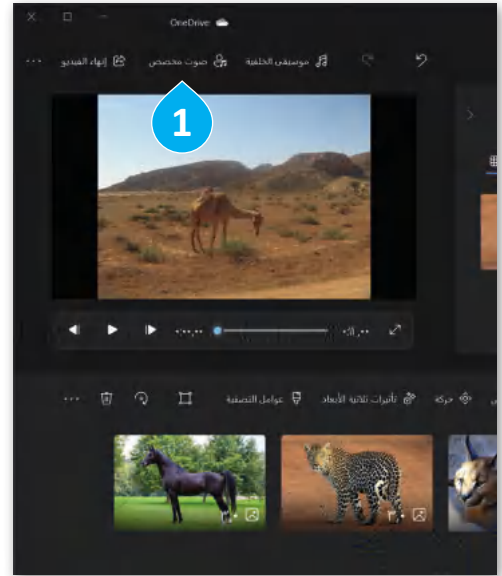 OneDrive
موسيقى الخلفية صوت مخصص إنهاء الفيديو ...
1
حركة تأثيرات ثلاثية الأبعاد عوامل التصفية ...